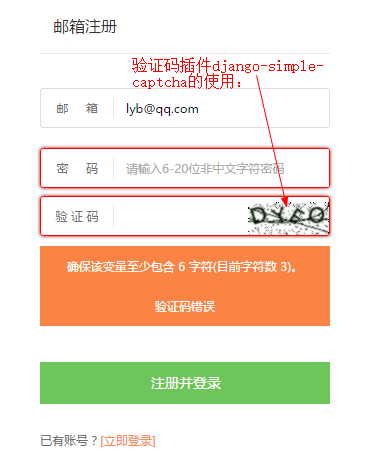 邮箱注册
验证码插件django-simple-
captcha的使用：
邮 箱 lyb@qq.com
密 码 请输入6-20位非中文字符密码
验 证 码 DYEO
确保该变量至少包含 6 字符(目前字符数 3)。
验证码错误
注册并登录
已有账号？[立即登录]